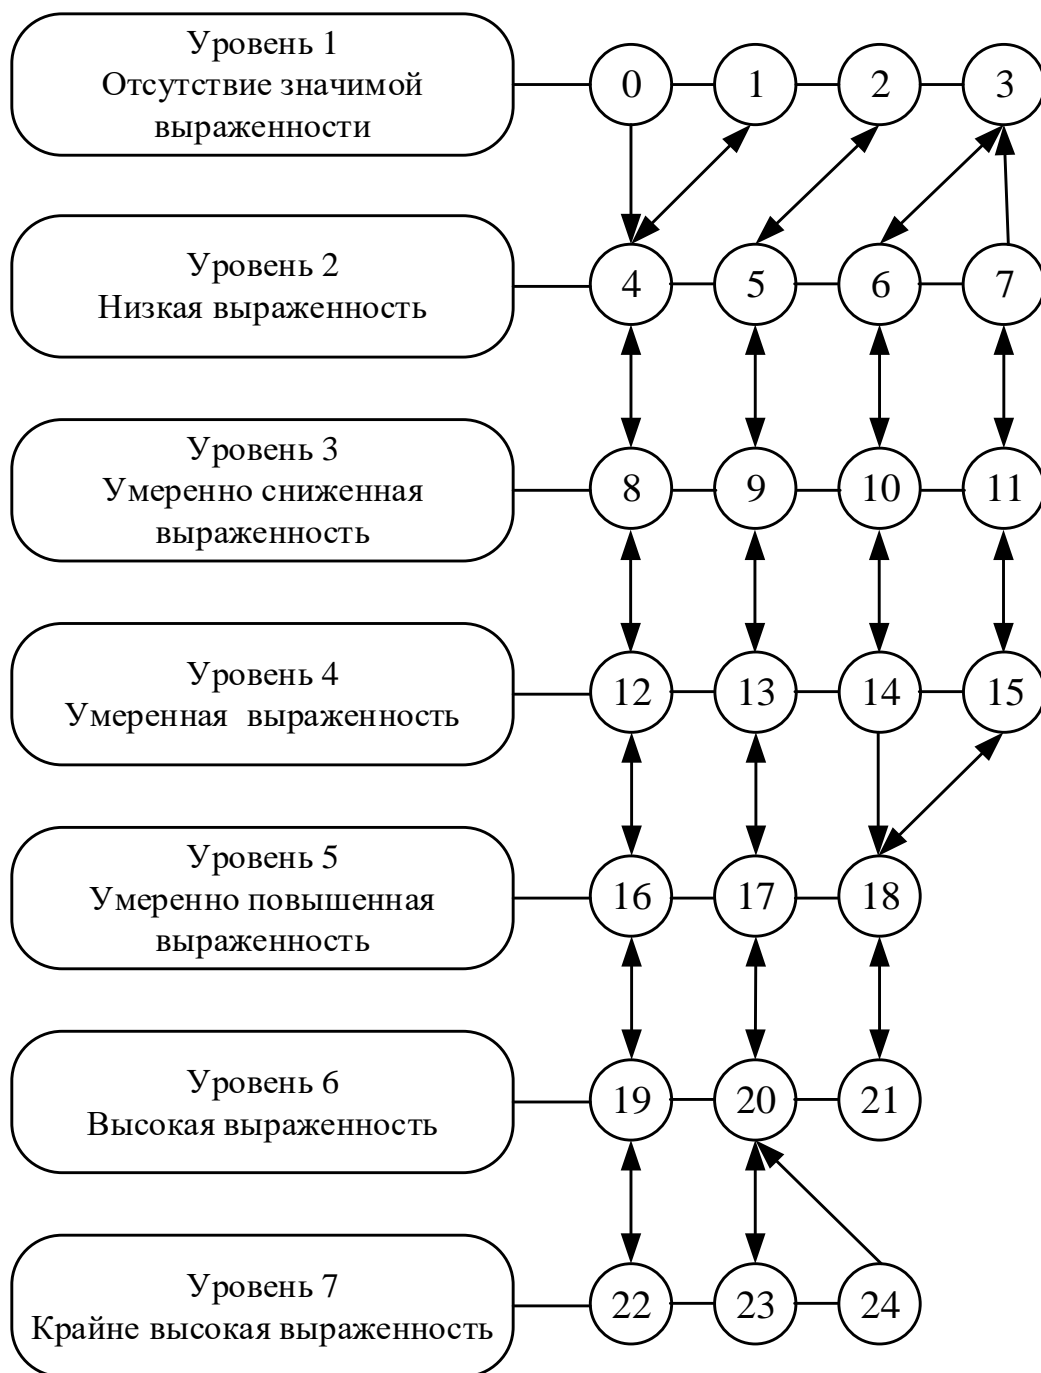 Уровень 1
Отсутствие значимой
выраженности
0 1 2 3
Уровень 2
Низкая выраженность
4 5 6 7
Уровень 3
Умеренно сниженная
выраженность
8 9 10 11
Уровень 4
Умеренная  выраженность
12 13 14 15
Уровень 5
Умеренно повышенная
выраженность
16 17 18
Уровень 6
Высокая выраженность
19 20 21
Уровень 7
Крайне высокая выраженность
22 23 24